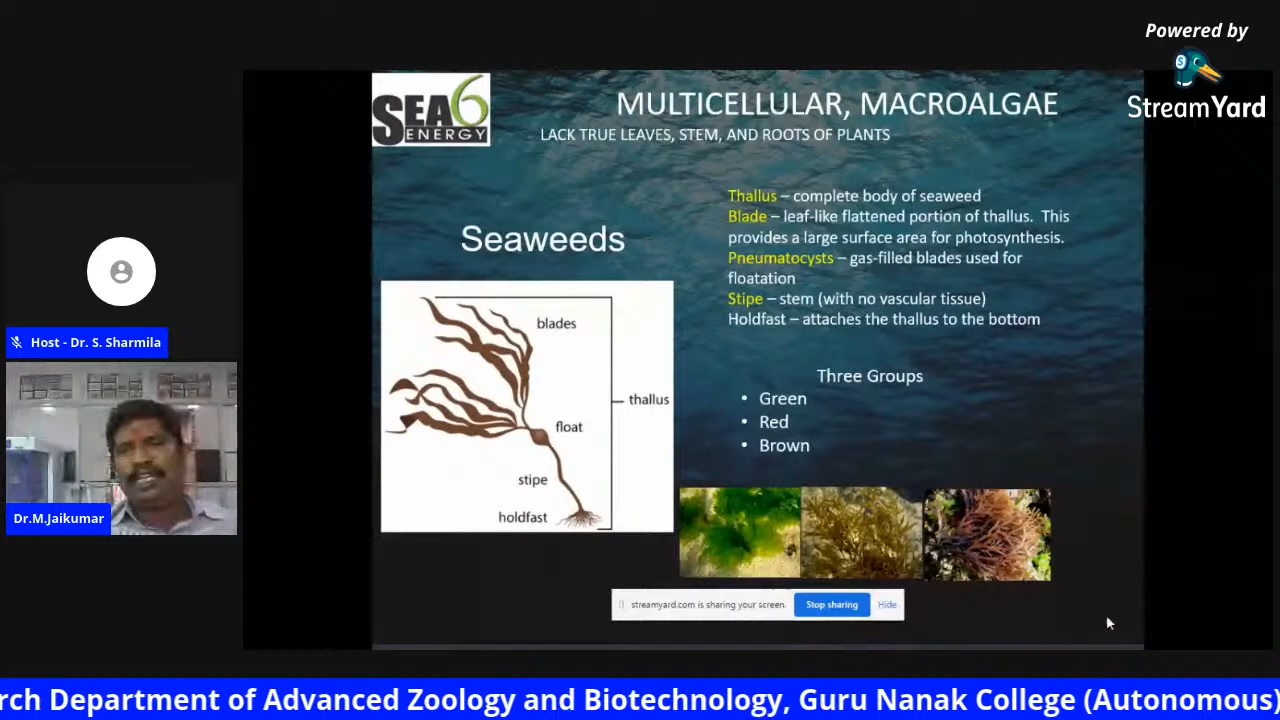 Powered by
StreamYard
SEA6
ENERGY
MULTICELLULAR, MACROALGAE
LACK TRUE LEAVES, STEM, AND ROOTS OF PLANTS
Seaweeds
Thallus – complete body of seaweed
Blade – leaf-like flattened portion of thallus. This
provides a large surface area for photosynthesis.
Pneumatocysts – gas-filled blades used for
floatation
Stipe – stem (with no vascular tissue)
Holdfast – attaches the thallus to the bottom
blades
thallus
float
stipe
holdfast
Three Groups
• Green
• Red
• Brown
Host - Dr. S. Sharmila
Dr.M.Jaikumar
streamyard.com is sharing your screen. Stop sharing Hide
rch Department of Advanced Zoology and Biotechnology, Guru Nanak College (Autonomous)